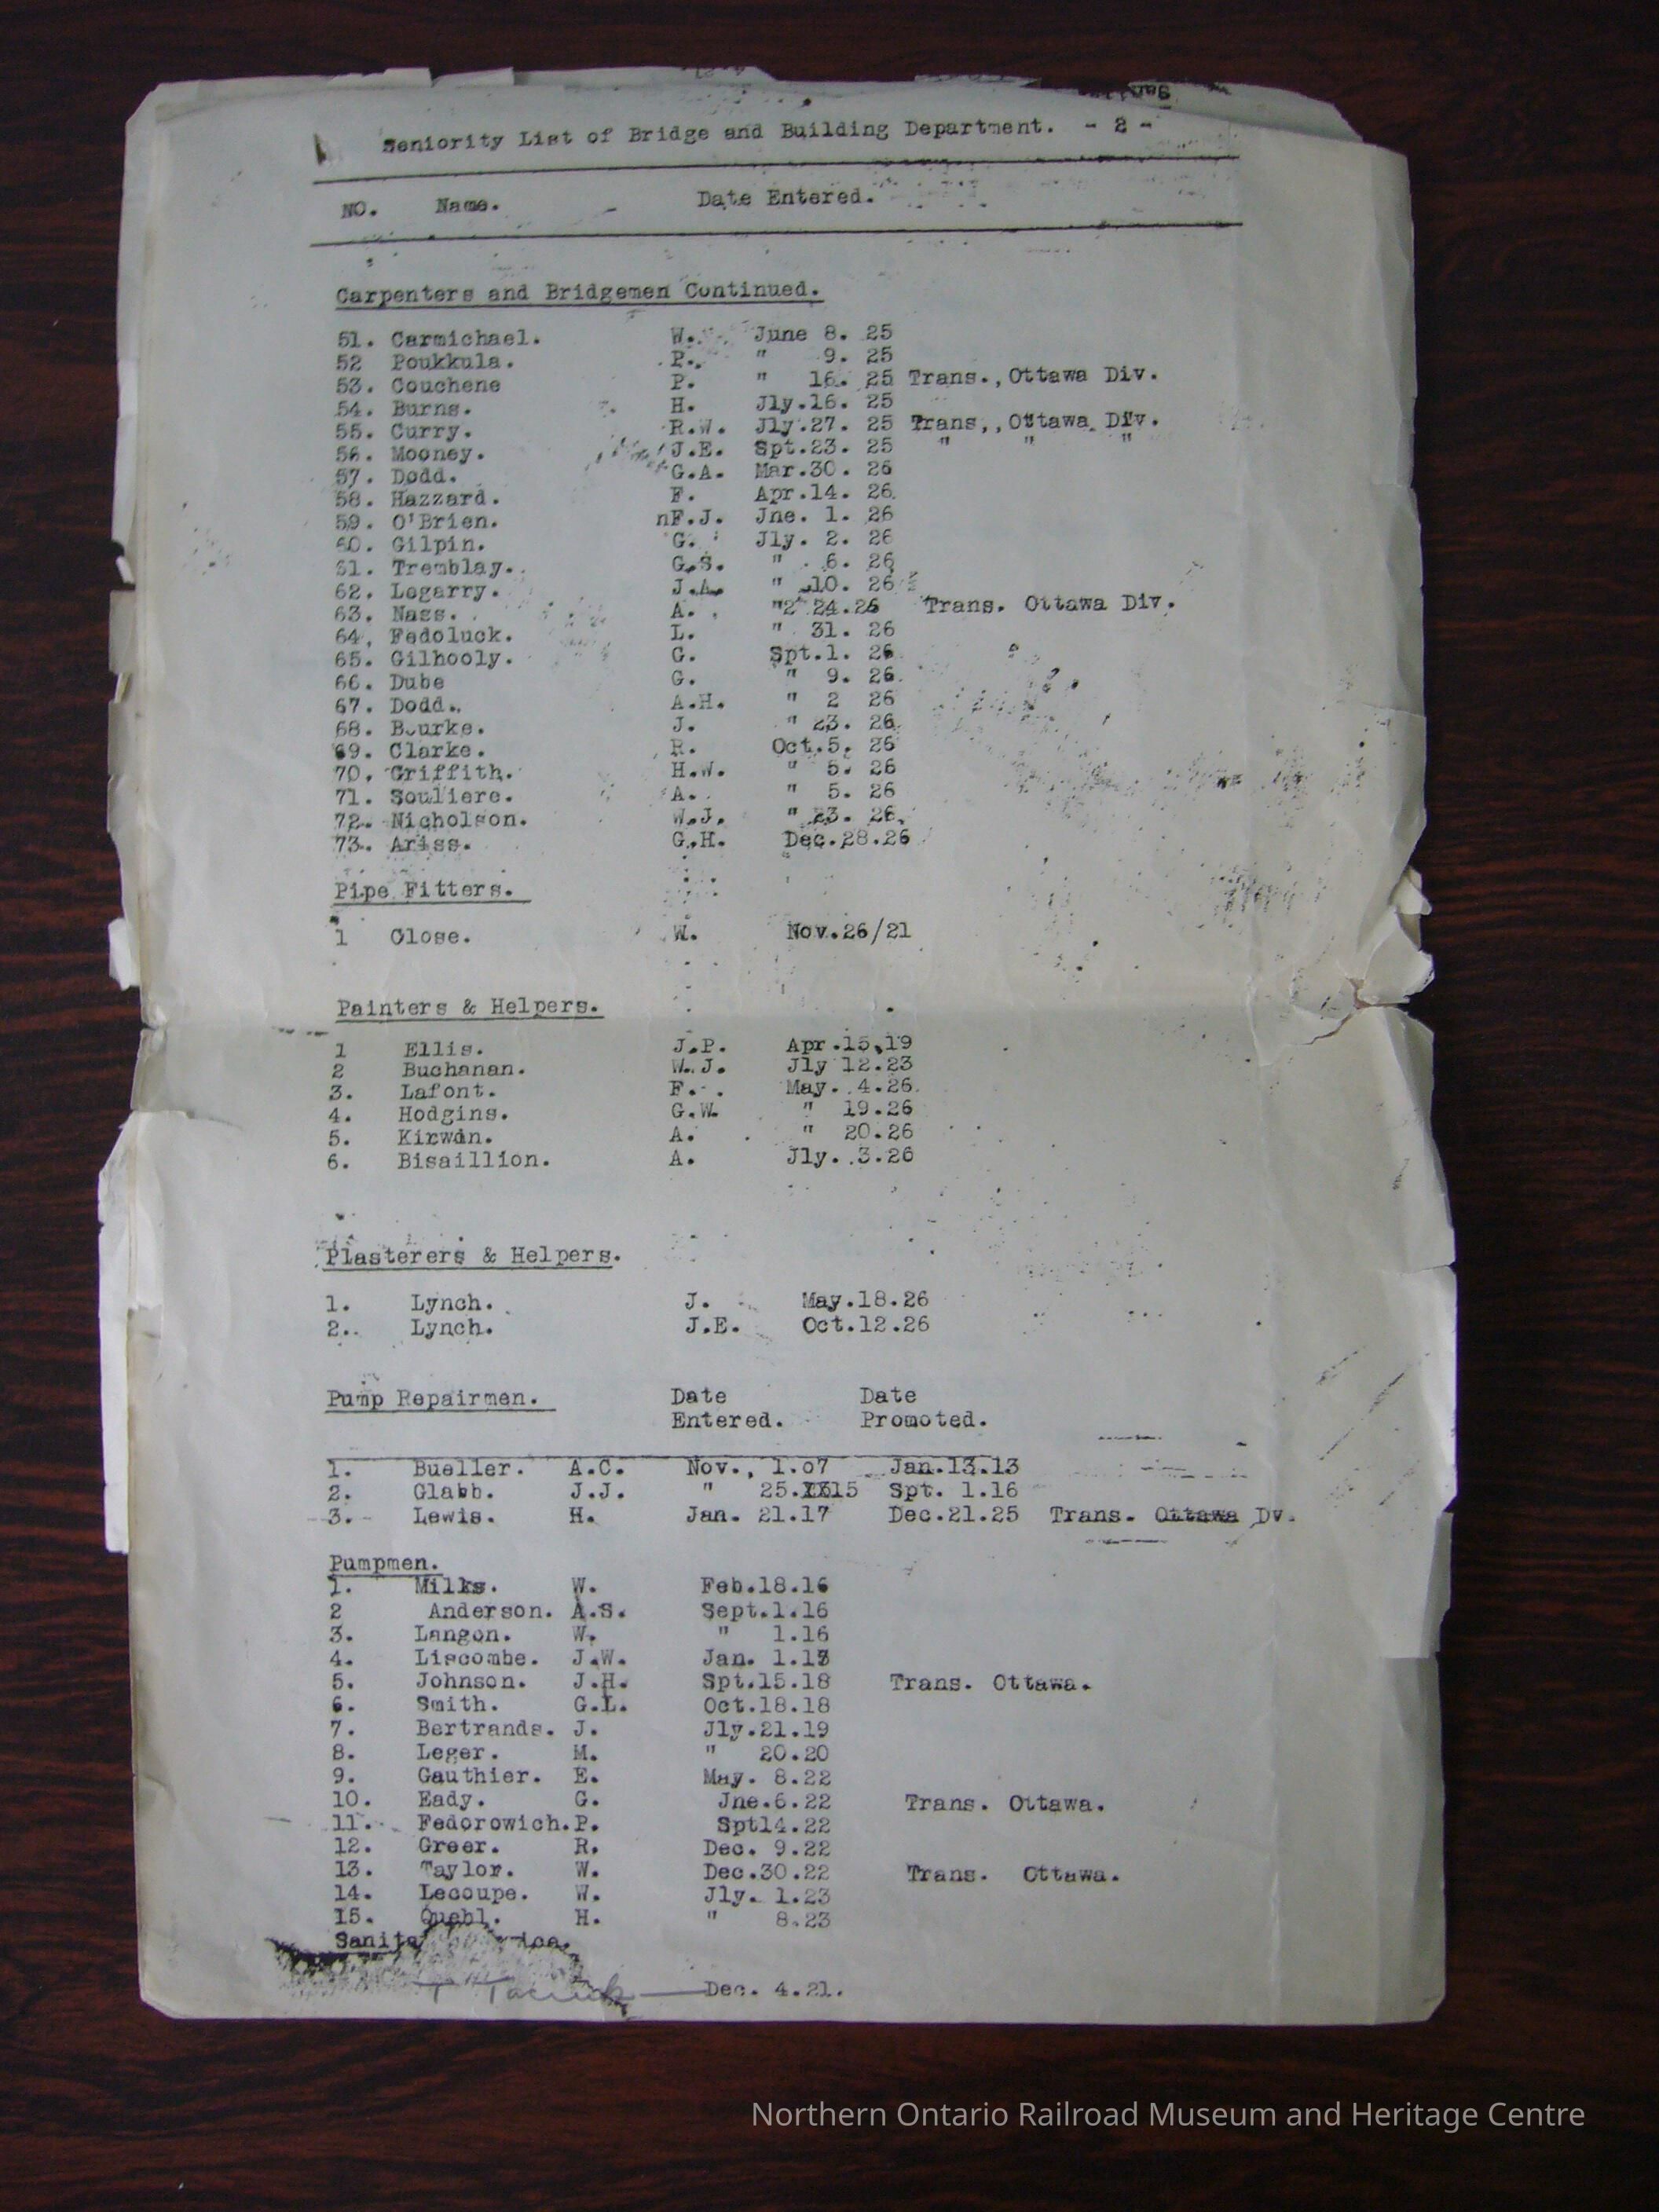 Seniority List of Bridge and Building Department. - 2 -
NO. Name. Date Entered.
Carpenters and Bridgemen Continued.
51. Carmichael. W. June 8. 25
52 Poukkula. P. " 9. 25
53. Couchene P. " 16. 25 Trans., Ottawa Div.
54. Burns. H. Jly.16. 25
55. Curry. R.W. Jly.27. 25 Trans,, Ottawa Div.
56. Mooney. J.E. Spt.23. 25 " " "
57. Dodd. G.A. Mar.30. 26
58. Hazzard. F. Apr.14. 26
59. O'Brien. nF.J. Jne. 1. 26
60. Gilpin. G. Jly. 2. 26
61. Tremblay. G.S. " 6. 26
62. Legarry. J.A. " 10. 26
63. Nass. A. "2 24.26 Trans. Ottawa Div.
64. Fedoluck. L. " 31. 26
65. Gilhooly. G. Spt.1. 26
66. Dube G. " 9. 26.
67. Dodd. A.H. " 2 26
68. Bourke. J. " 23. 26
69. Clarke. R. Oct.5. 26
70. Griffith. H.W. " 5. 26
71. Souliere. A. " 5. 26
72. Nicholson. W.J. " 23. 26.
73. Ariss. G.H. Dec.28.26
Pipe Fitters.
1 Close. W. Nov.26/21
Painters & Helpers.
1 Ellis. J.P. Apr.15.19
2 Buchanan. W.J. Jly 12.23
3. Lafont. F. May. 4.26
4. Hodgins. G.W. " 19.26
5. Kirwan. A. " 20.26
6. Bisaillion. A. Jly. 3.26
Plasterers & Helpers.
1. Lynch. J. May.18.26
2. Lynch. J.E. Oct.12.26
Pump Repairmen. Date Date
Entered. Promoted.
1. Bueller. A.C. Nov., 1.07 Jan.13.13
2. Glabb. J.J. " 25. 15 Spt. 1.16
3. Lewis. H. Jan. 21.17 Dec.21.25 Trans. Ottawa Dv.
Pumpmen.
1. Milks. W. Feb.18.16
2 Anderson. A.S. Sept.1.16
3. Langon. W. " 1.16
4. Liscombe. J.W. Jan. 1.18
5. Johnson. J.H. Spt.15.18 Trans. Ottawa.
6. Smith. G.L. Oct.18.18
7. Bertrands. J. Jly.21.19
8. Leger. M. " 20.20
9. Gauthier. E. May. 8.22
10. Eady. G. Jne.6.22 Trans. Ottawa.
11. Fedorowich.P. Spt14.22
12. Greer. R. Dec. 9.22
13. Taylor. W. Dec.30.22 Trans. Ottawa.
14. Lecoupe. W. Jly. 1.23
15. Quebl. H. " 8.23
Dec. 4.21.
Northern Ontario Railroad Museum and Heritage Centre